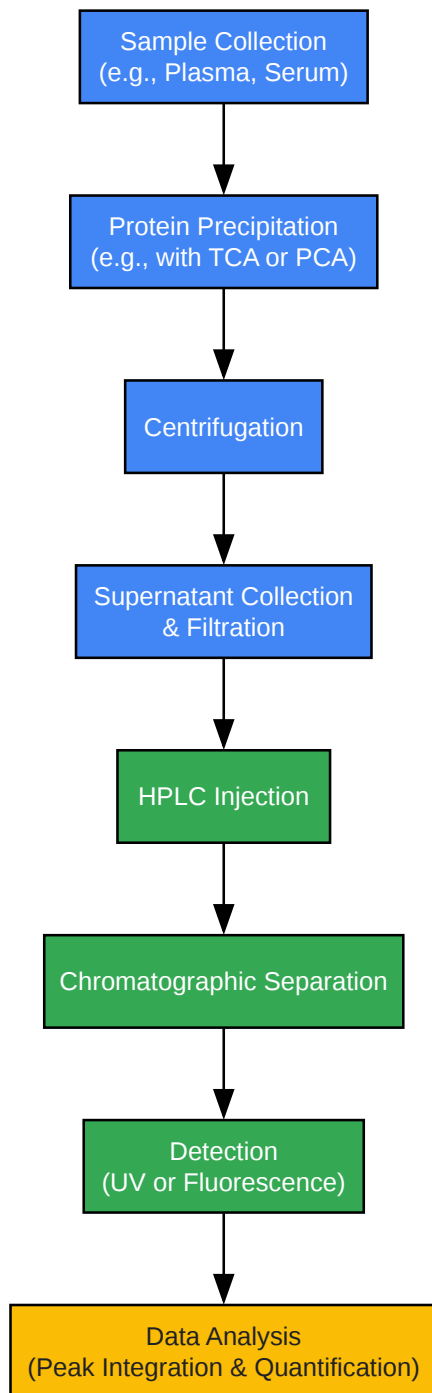 Sample Collection
(e.g., Plasma, Serum)
Protein Precipitation
(e.g., with TCA or PCA)
Centrifugation
Supernatant Collection
& Filtration
HPLC Injection
Chromatographic Separation
Detection
(UV or Fluorescence)
Data Analysis
(Peak Integration & Quantification)